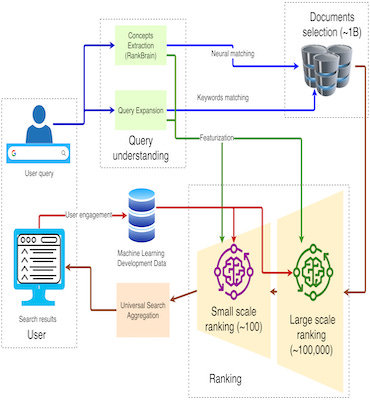 Documents
selection (~1B)
Concepts
Extraction
(RankBrain)
Neural matching
Query Expansion
Keywords matching
Query
understanding
Featurization
G
User query
User engagement
Machine Learning
Development Data
Universal Search
Aggregation
Search results
User
Small scale
ranking (~100)
Large scale
ranking
(~100,000)
Ranking